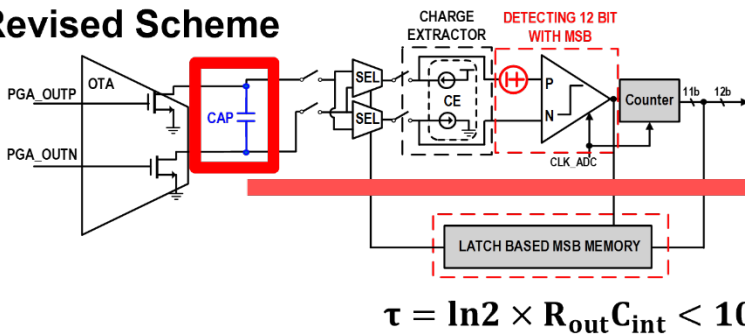 Revised Scheme
CHARGE
EXTRACTOR
DETECTING 12 BIT
WITH MSB
OTA
PGA_OUTP
PGA_OUTN
CAP
SEL
SEL
CE
P
N
CLK_ADC
Counter
11b
12b
LATCH BASED MSB MEMORY
τ = ln2 × RoutCint < 10